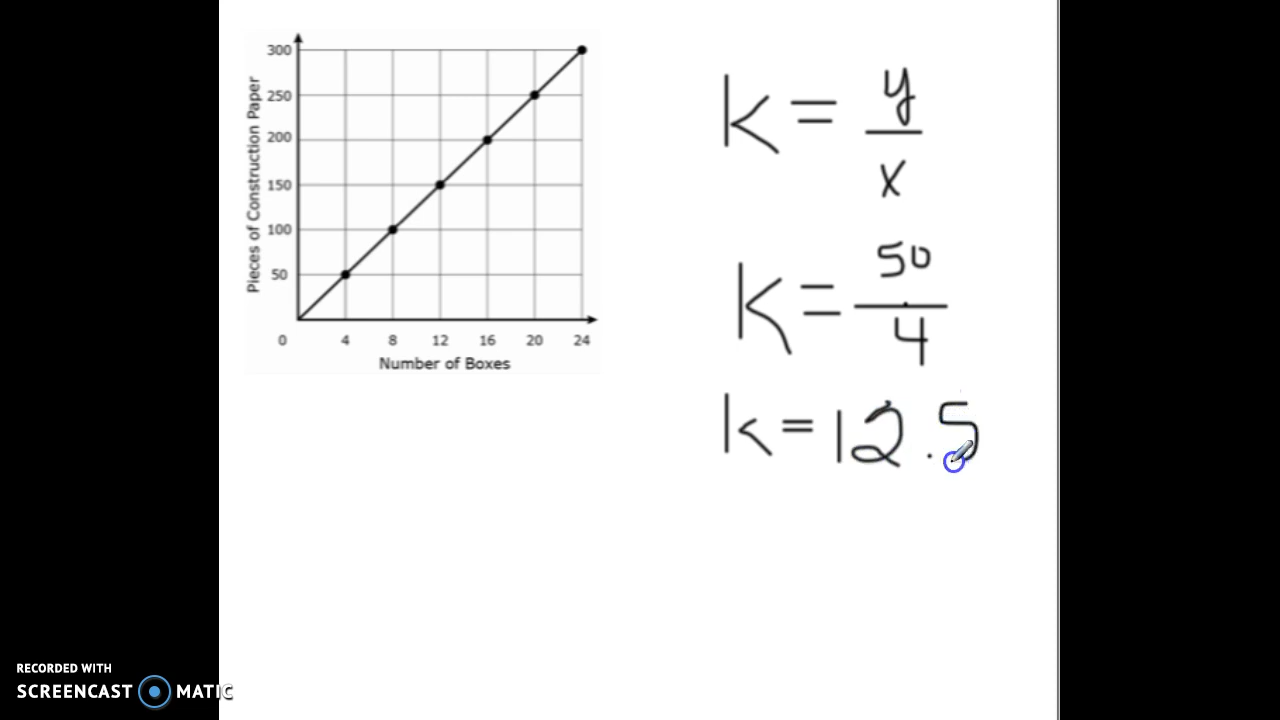 300
250
200
150
100
50
0 4 8 12 16 20 24
Pieces of Construction Paper
Number of Boxes
k = y/x
k = 50/4
k = 12.5
RECORDED WITH
SCREENCAST MATIC